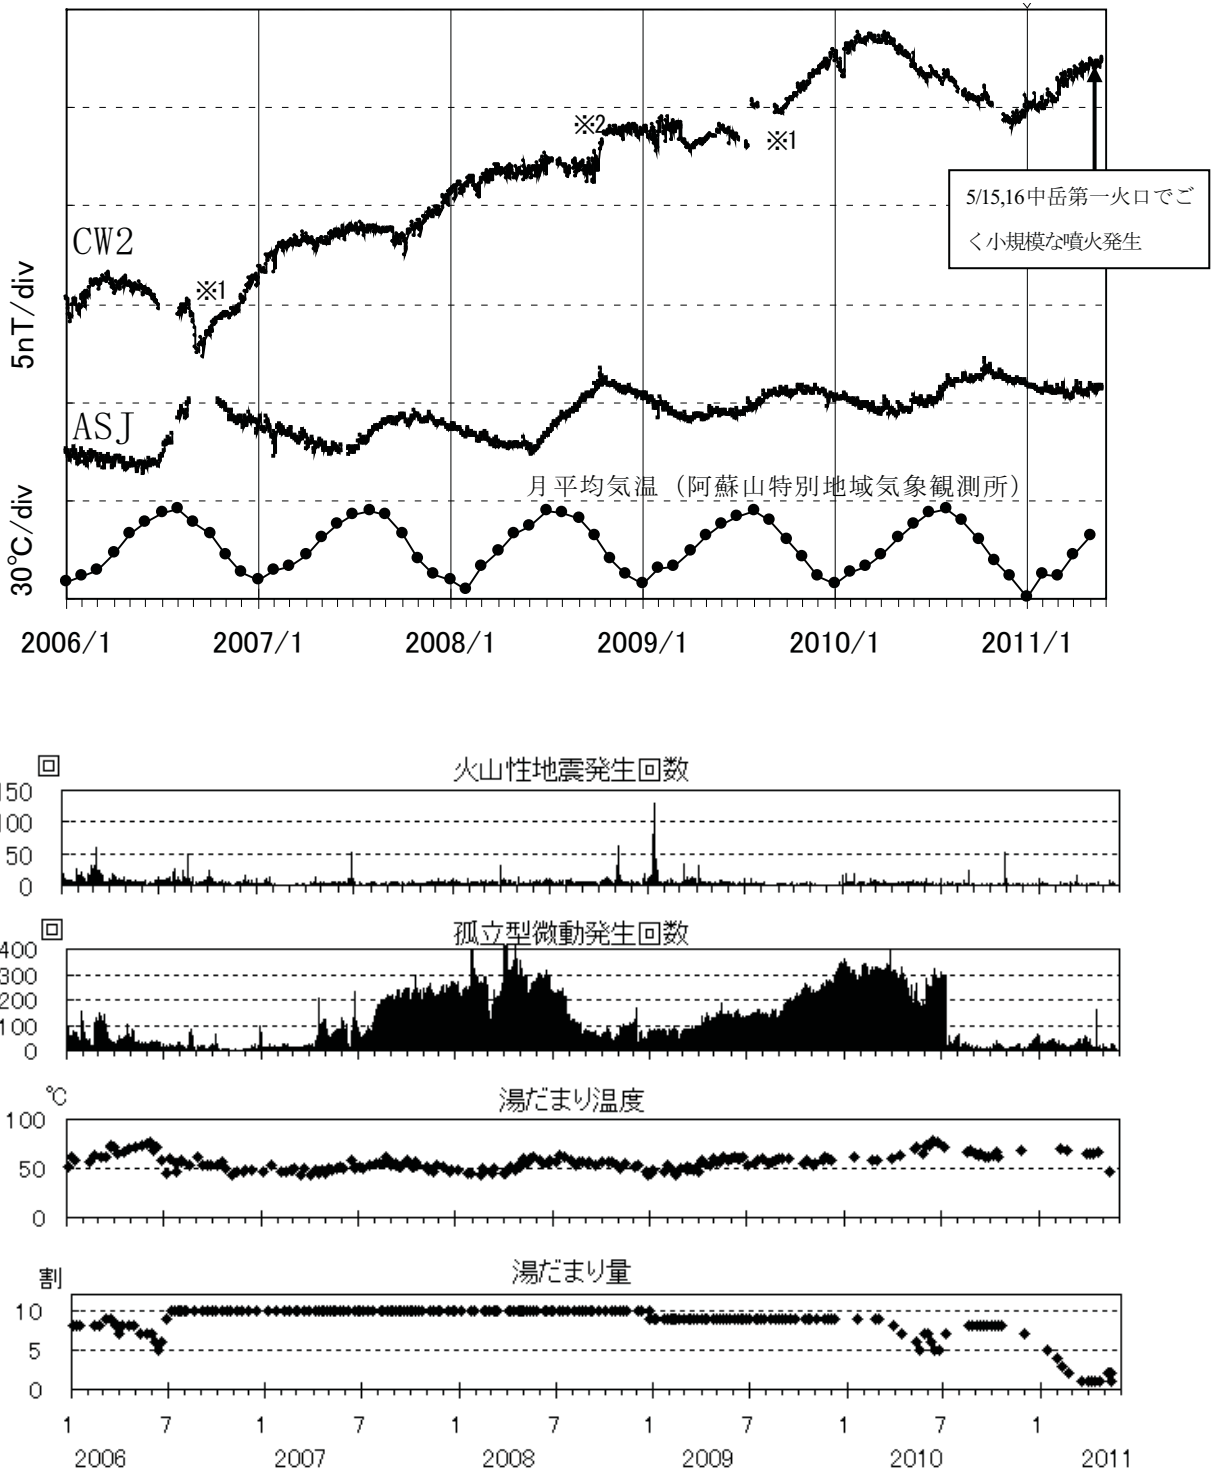 ※2
※1
5/15,16中岳第一火口でご
く小規模な噴火発生
CW2
※1
5nT/div
ASJ
月平均気温（阿蘇山特別地域気象観測所）
30℃/div
2006/1 2007/1 2008/1 2009/1 2010/1 2011/1
回 火山性地震発生回数
150
100
50
0
回 孤立型微動発生回数
400
300
200
100
0
℃ 湯だまり温度
100
50
0
割 湯だまり量
10
5
0
1 7 1 7 1 7 1 7 1 7 1
2006 2007 2008 2009 2010 2011